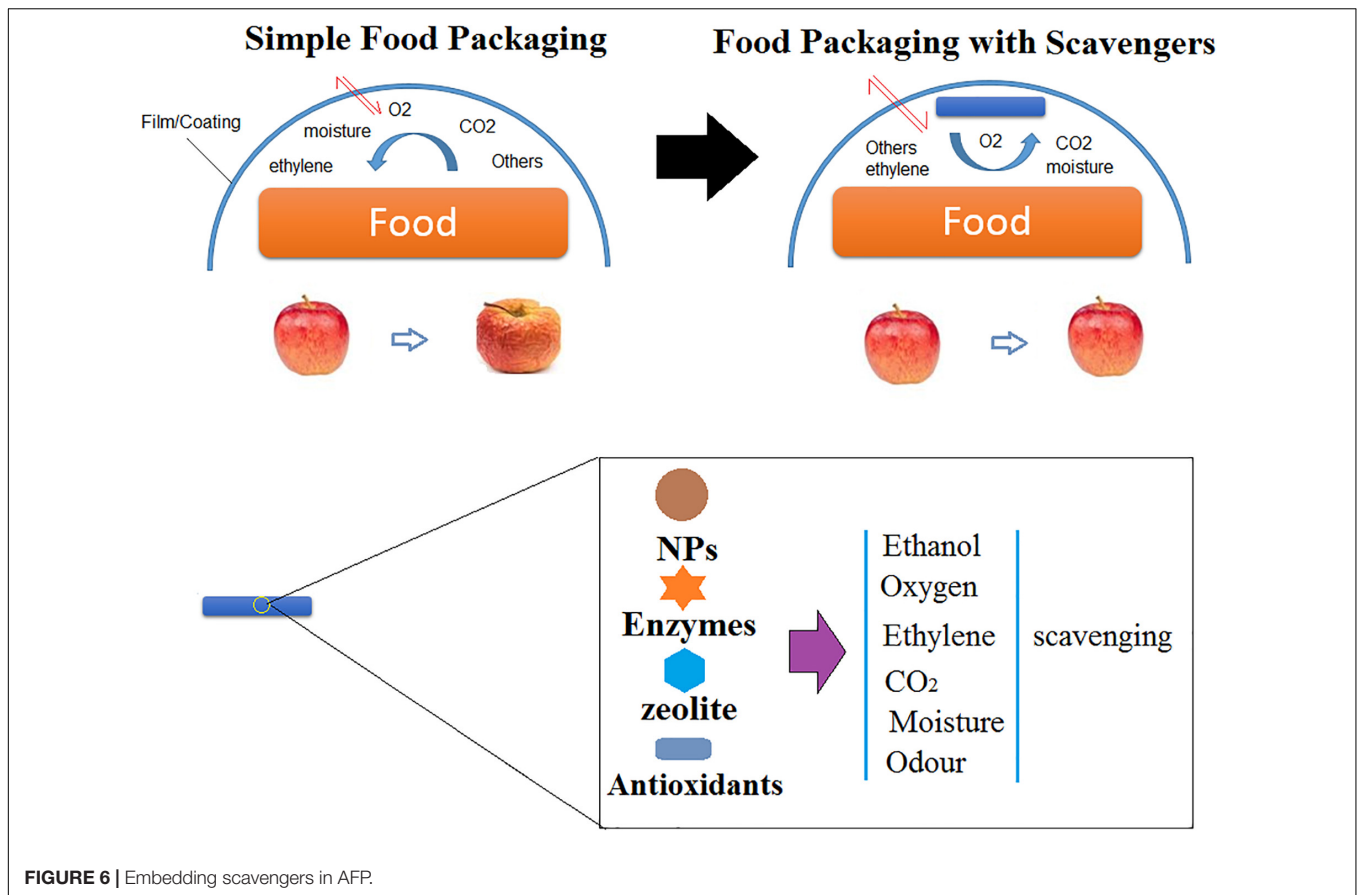 Simple Food Packaging
Film/Coating
O2
moisture
CO2
ethylene
Others
Food
Food Packaging with Scavengers
Others
ethylene
O2
CO2
moisture
Food
NPs
Enzymes
zeolite
Antioxidants
Ethanol
Oxygen
Ethylene
CO₂
Moisture
Odour
scavenging
FIGURE 6 | Embedding scavengers in AFP.